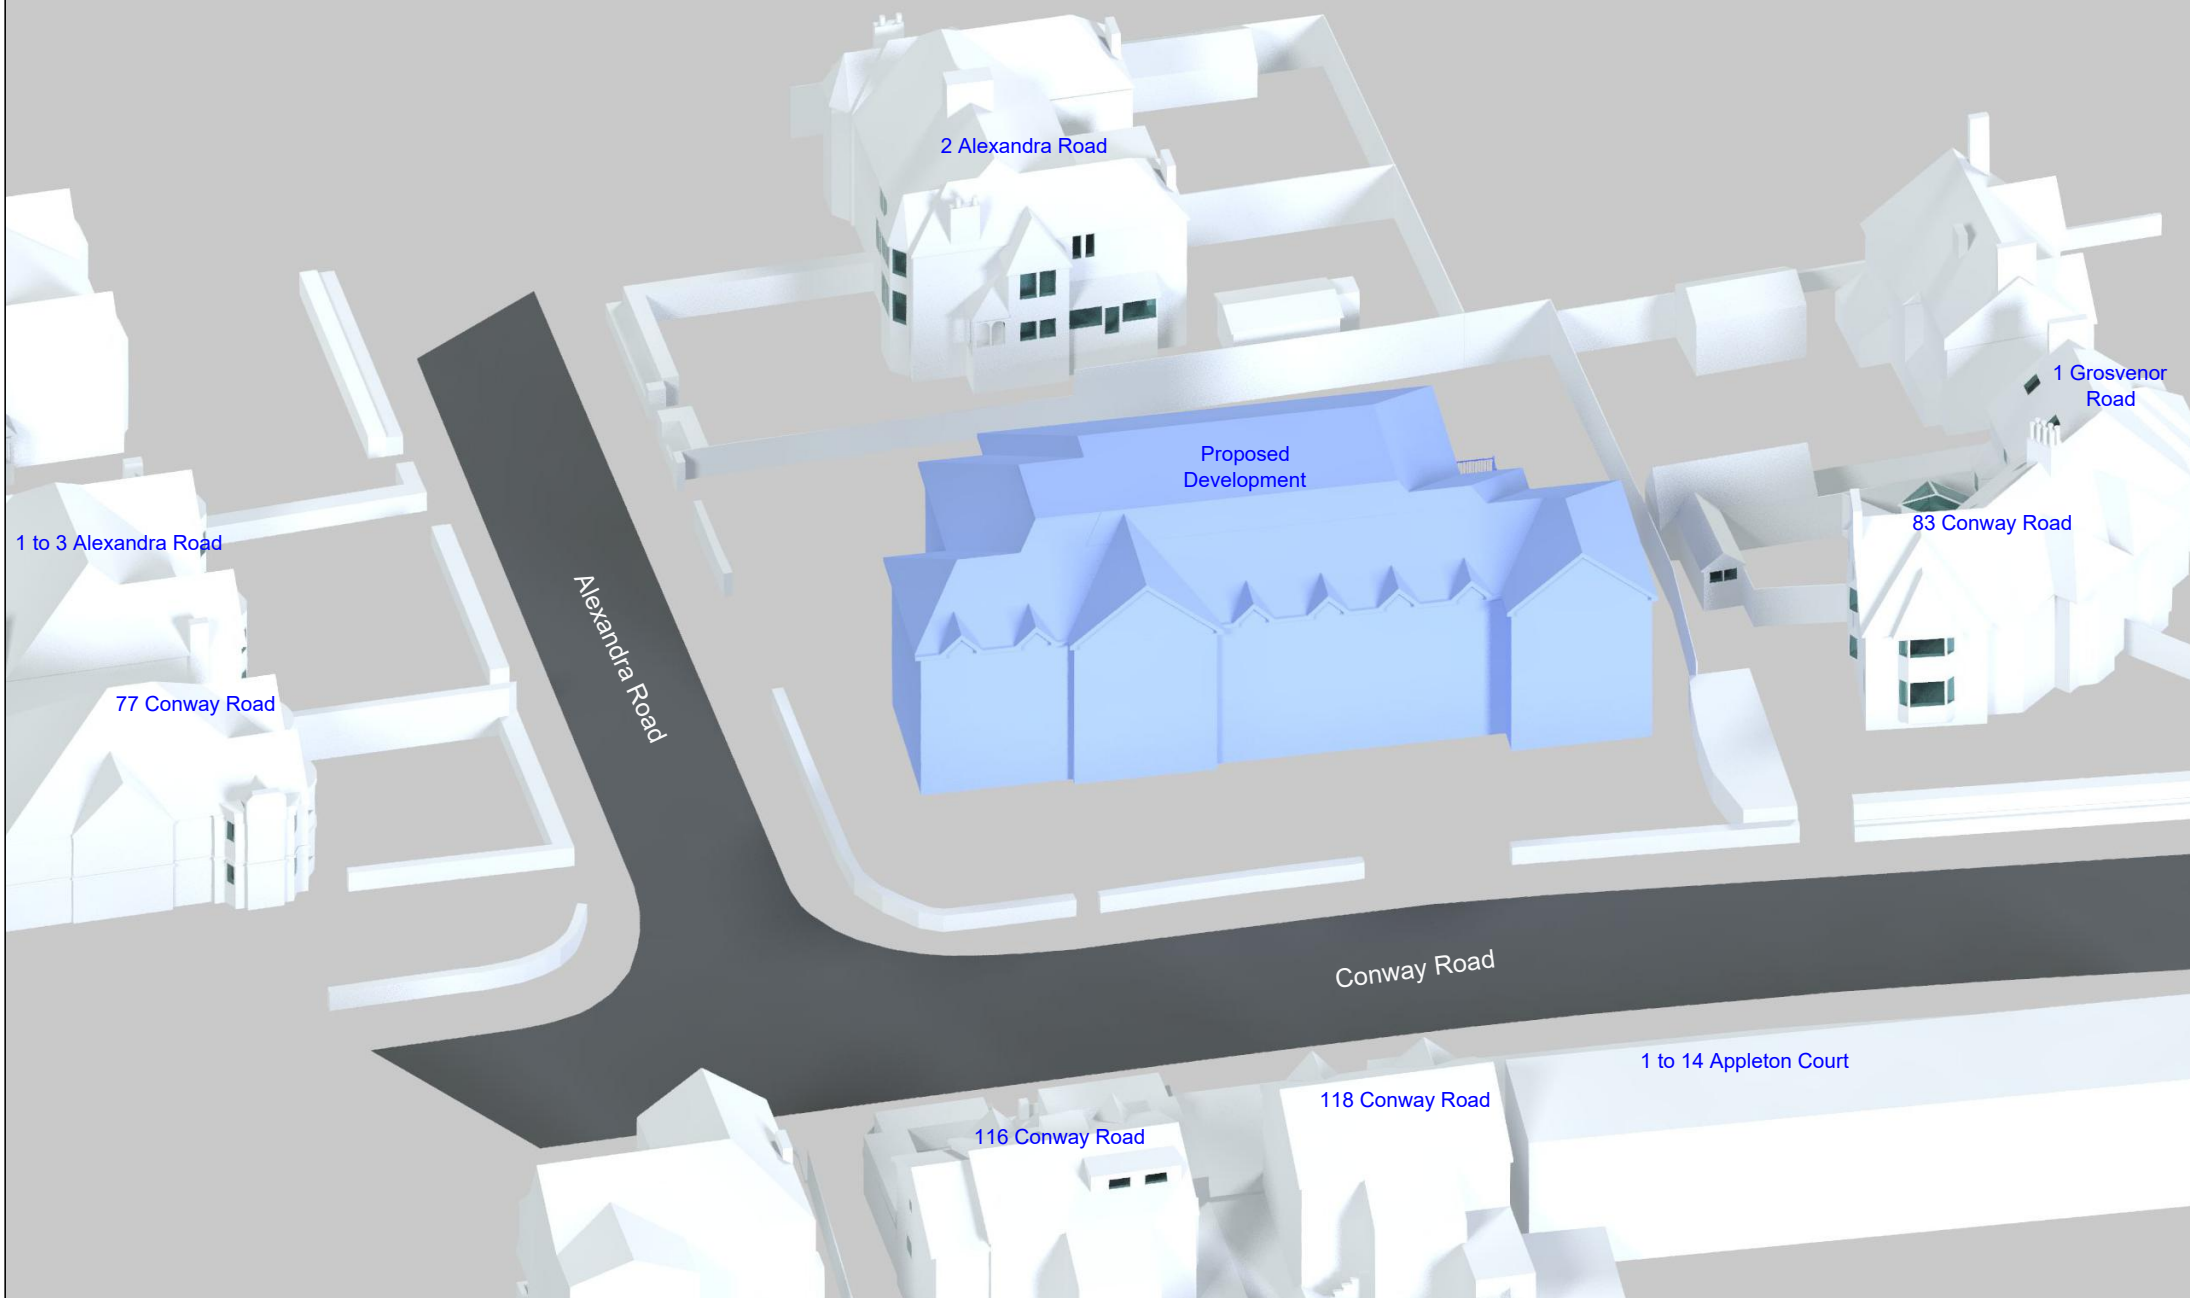 2 Alexandra Road
1 Grosvenor
Road
Proposed
Development
83 Conway Road
1 to 3 Alexandra Road
Alexandra Road
77 Conway Road
Conway Road
1 to 14 Appleton Court
118 Conway Road
116 Conway Road